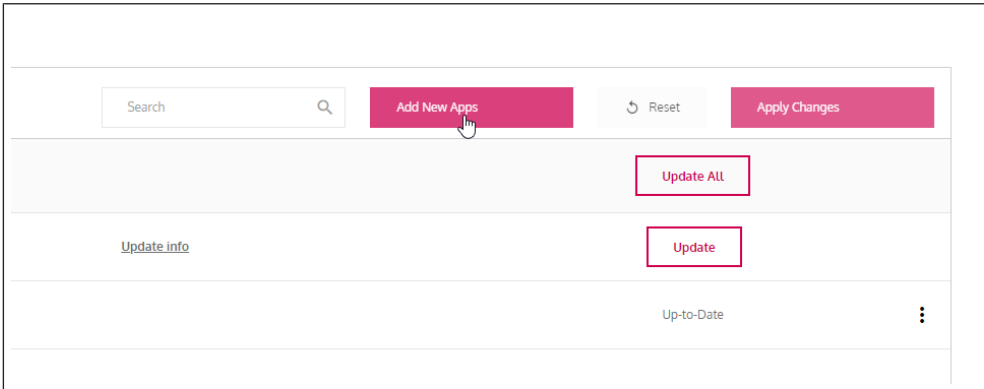 Search
Add New Apps
Reset
Apply Changes
Update All
Update info
Update
Up-to-Date